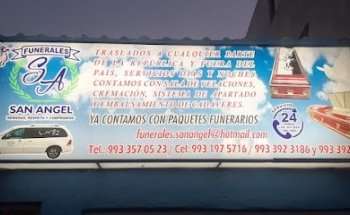 FUNERALES
SA
SAN ANGEL
TRASLADOS A CUALQUIER PARTE
DE LA REPUBLICA Y FUERA DEL
PAIS, SERVICIOS DIAS Y NOCHES
CONTAMOS CON SALA DE VELACIONES,
CREMACIÓN, SISTEMA DE APARTADO
Y EMBALSAMIENTO DE CADAVERES.
YA CONTAMOS CON PAQUETES FUNERARIOS
funerales.sanangel@hotmail.com
24
Tel.: 993 357 05 23 / Cel: 993 197 5716 / 993 392 3186 y 993 392